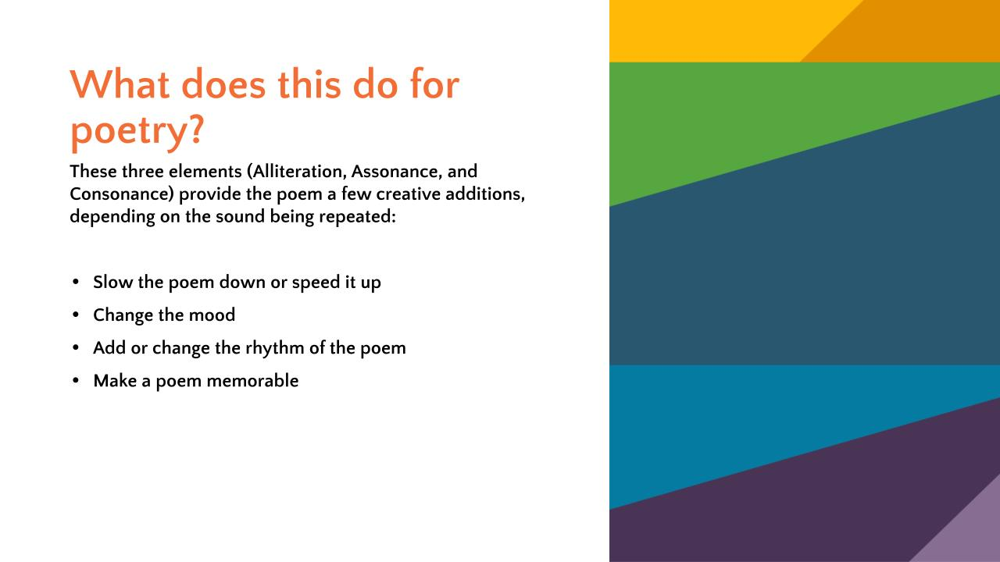 What does this do for
poetry?
These three elements (Alliteration, Assonance, and
Consonance) provide the poem a few creative additions,
depending on the sound being repeated:
• Slow the poem down or speed it up
• Change the mood
• Add or change the rhythm of the poem
• Make a poem memorable